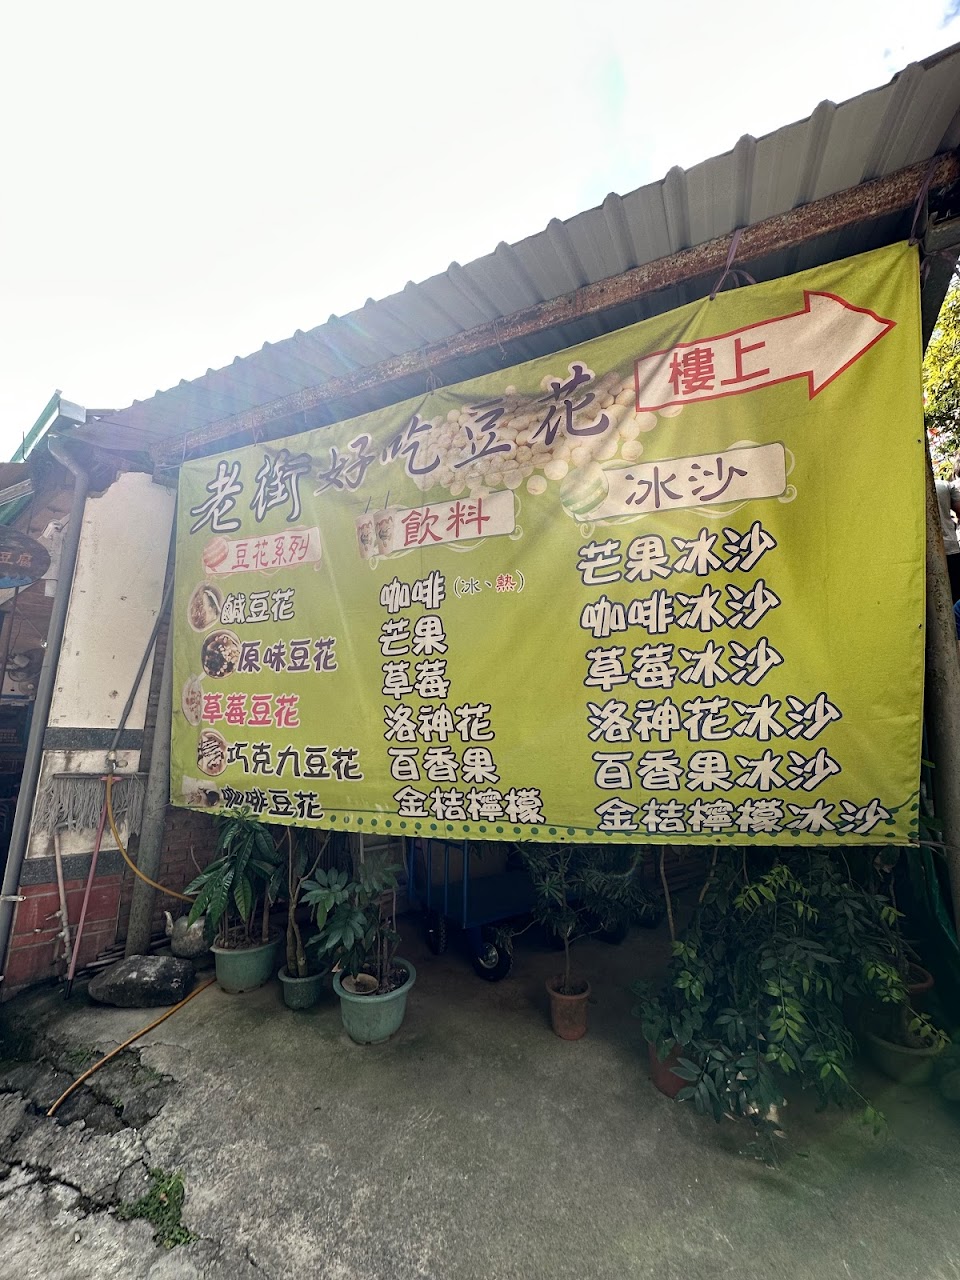 樓上
老街好吃豆花
豆花系列
鹹豆花
原味豆花
草莓豆花
巧克力豆花
咖啡豆花
飲料
咖啡(冰、熱)
芒果
草莓
洛神花
百香果
金桔檸檬
冰沙
芒果冰沙
咖啡冰沙
草莓冰沙
洛神花冰沙
百香果冰沙
金桔檸檬冰沙